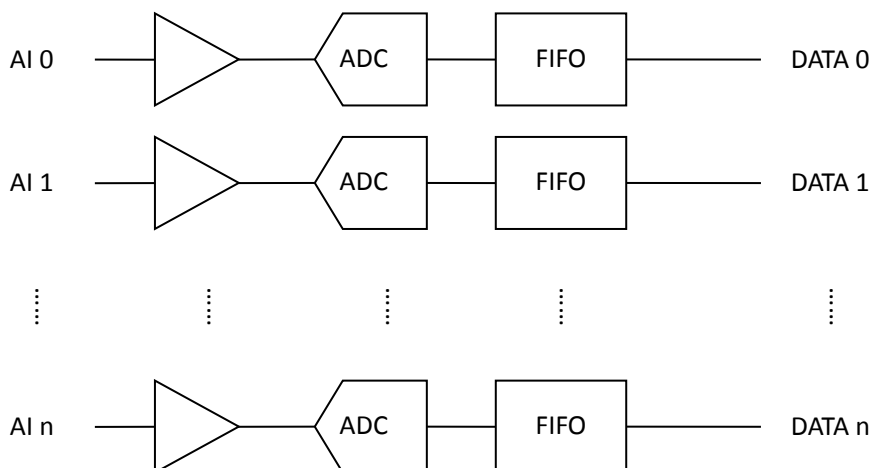 AI 0 ADC FIFO DATA 0
AI 1 ADC FIFO DATA 1
AI n ADC FIFO DATA n